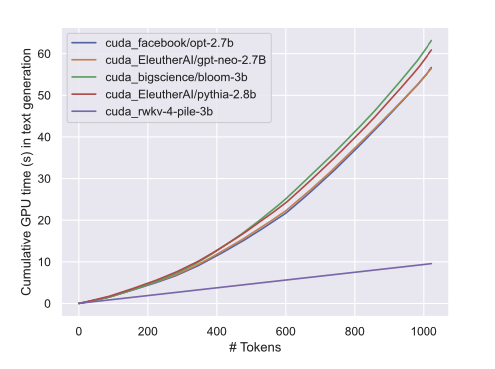 cuda_facebook/opt-2.7b
cuda_EleutherAI/gpt-neo-2.7B
cuda_bigscience/bloom-3b
cuda_EleutherAI/pythia-2.8b
cuda_rwkv-4-pile-3b
Cumulative GPU time (s) in text generation
60
50
40
30
20
10
0
0 200 400 600 800 1000
# Tokens